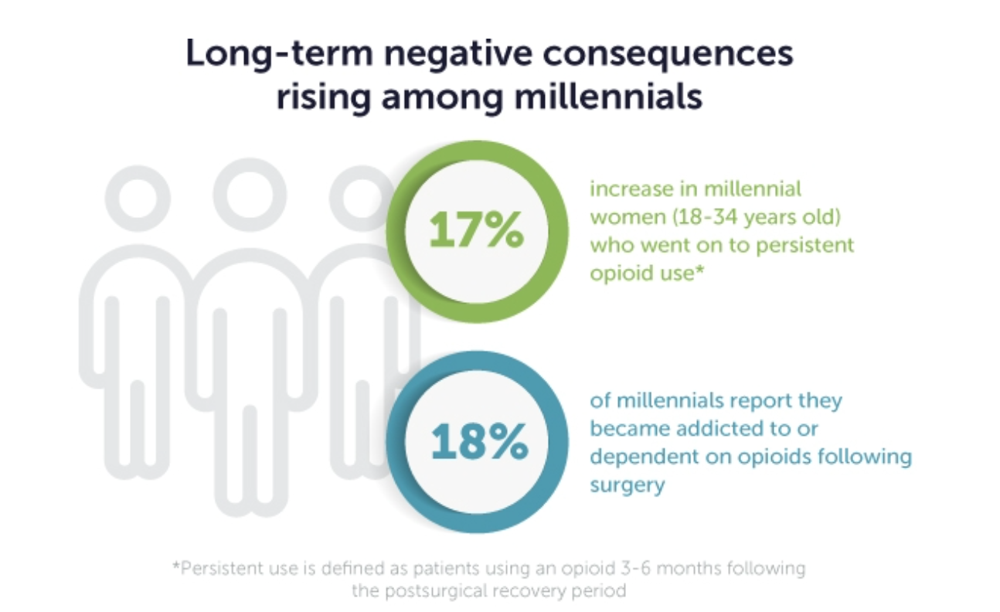 Long-term negative consequences
rising among millennials
17%
increase in millennial
women (18-34 years old)
who went on to persistent
opioid use*
18%
of millennials report they
became addicted to or
dependent on opioids following
surgery
*Persistent use is defined as patients using an opioid 3-6 months following
the postsurgical recovery period